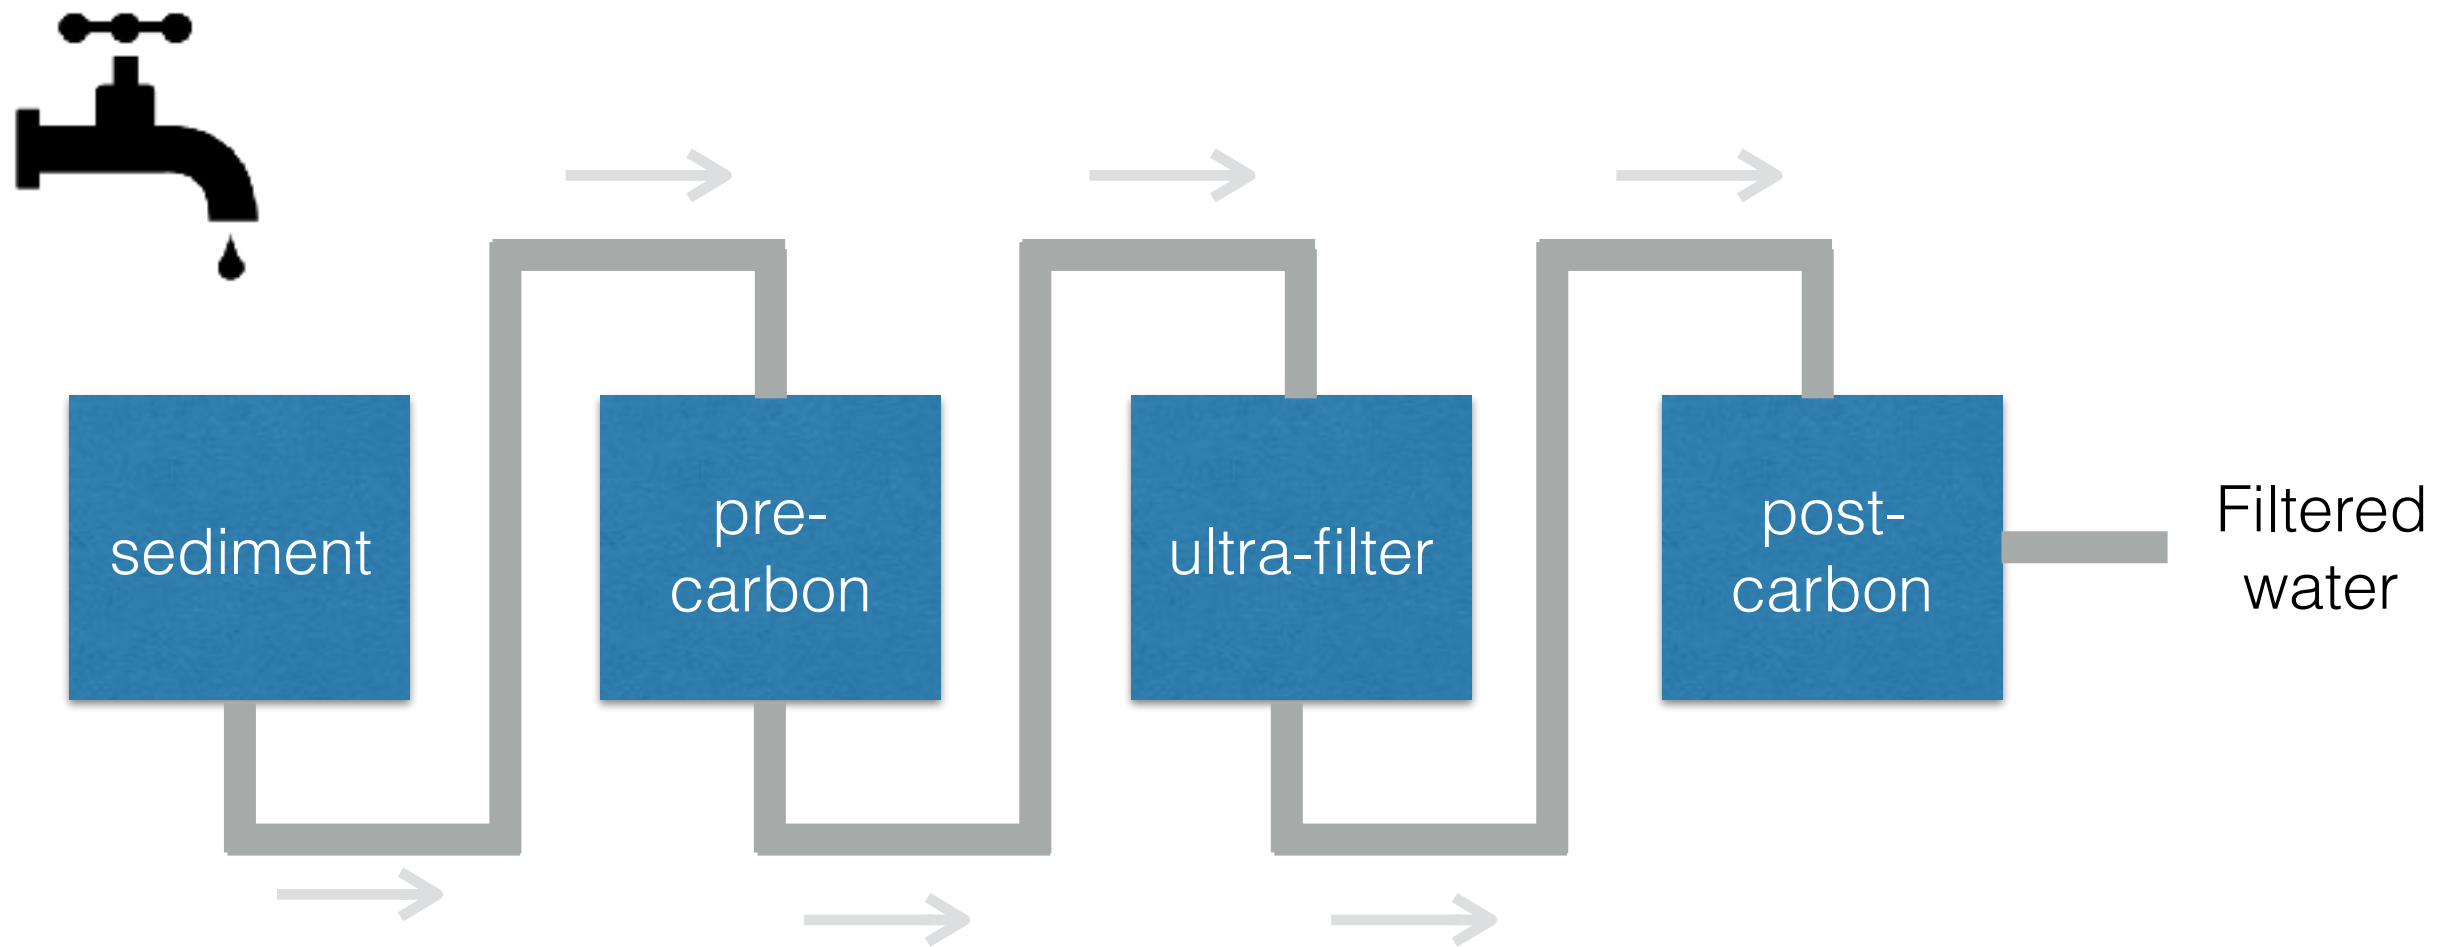 sediment
pre-
carbon
ultra-filter
post-
carbon
Filtered
water